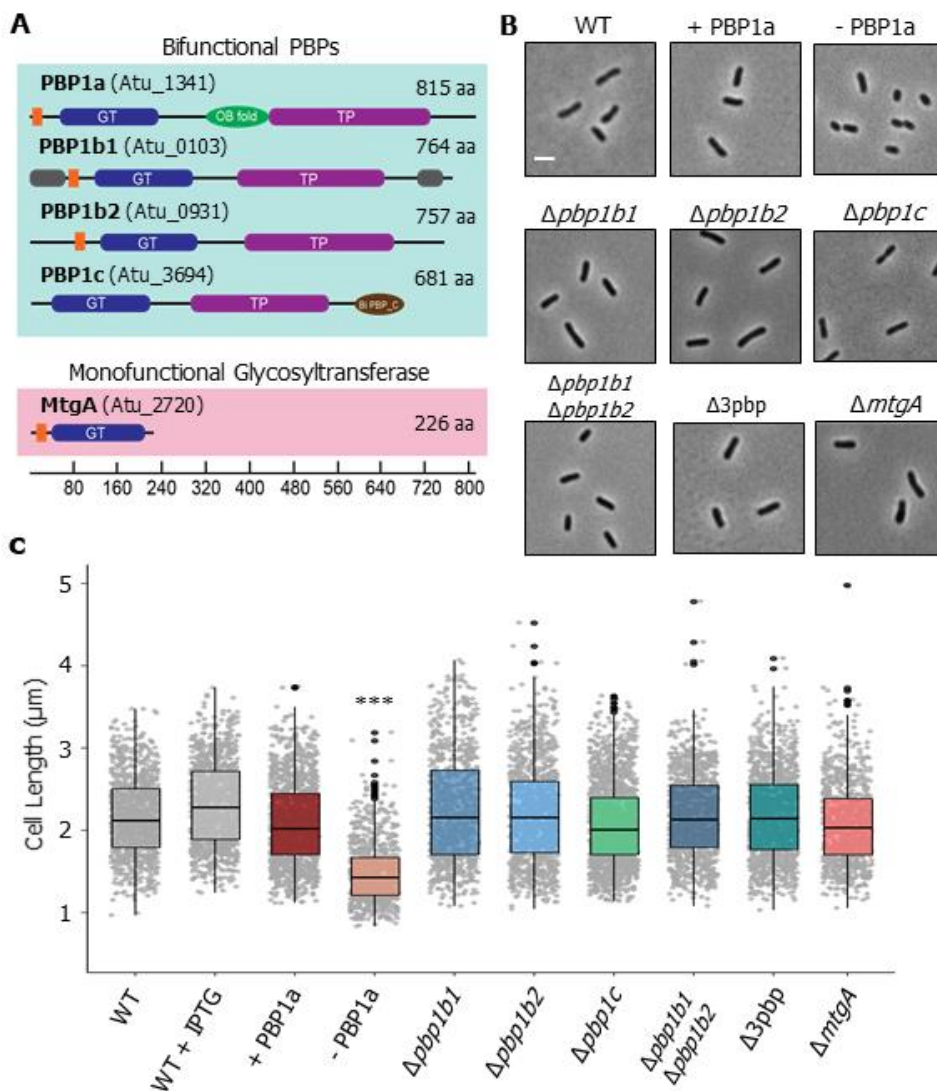 A
Bifunctional PBPs
PBP1a (Atu_1341)
815 aa
GT
OB fold
TP
PBP1b1 (Atu_0103)
764 aa
GT
TP
PBP1b2 (Atu_0931)
757 aa
GT
TP
PBP1c (Atu_3694)
681 aa
GT
TP
Bi PBP_C
Monofunctional Glycosyltransferase
MtgA (Atu_2720)
226 aa
GT
80 160 240 320 400 480 560 640 720 800
B
WT
+ PBP1a
- PBP1a
Δpbp1b1
Δpbp1b2
Δpbp1c
Δpbp1b1
Δpbp1b2
Δ3pbp
ΔmtgA
C
Cell Length (μm)
5
4
3
2
1
***
WT
WT + IPTG
+ PBP1a
- PBP1a
Δpbp1b1
Δpbp1b2
Δpbp1c
Δpbp1b1
Δpbp1b2
Δ3pbp
ΔmtgA